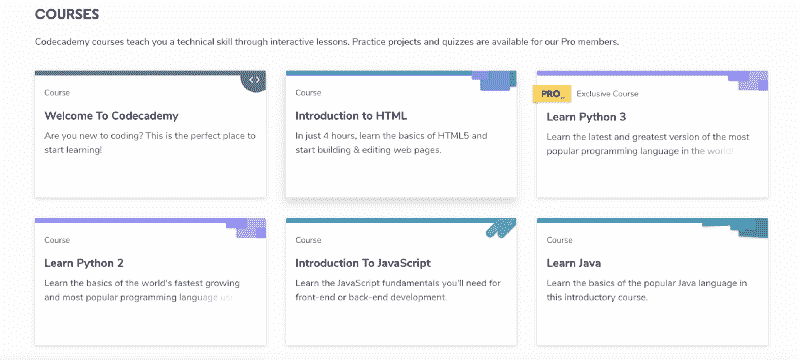 COURSES
Codecademy courses teach you a technical skill through interactive lessons. Practice projects and quizzes are available for our Pro members.
Course
Welcome To Codecademy
Are you new to coding? This is the perfect place to
start learning!
Course
Introduction to HTML
In just 4 hours, learn the basics of HTML5 and
start building & editing web pages.
PRO Exclusive Course
Learn Python 3
Learn the latest and greatest version of the most
popular programming language in the world!
Course
Learn Python 2
Learn the basics of the world's fastest growing
and most popular programming language
Course
Introduction To JavaScript
Learn the JavaScript fundamentals you'll need for
front-end or back-end development.
Course
Learn Java
Learn the basics of the popular Java language in
this Introductory course.